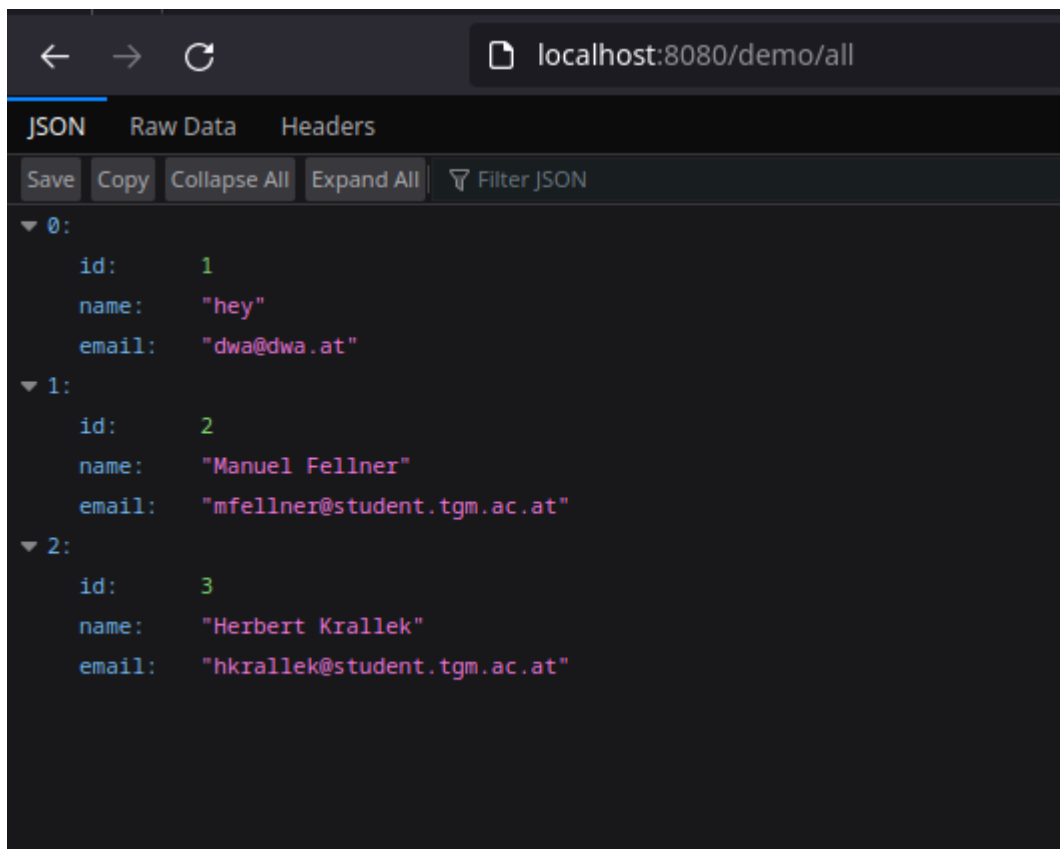 localhost:8080/demo/all
JSON Raw Data Headers
Save Copy Collapse All Expand All Filter JSON
0:
id: 1
name: "hey"
email: "dwa@dwa.at"
1:
id: 2
name: "Manuel Fellner"
email: "mfellner@student.tgm.ac.at"
2:
id: 3
name: "Herbert Krallek"
email: "hkrallek@student.tgm.ac.at"